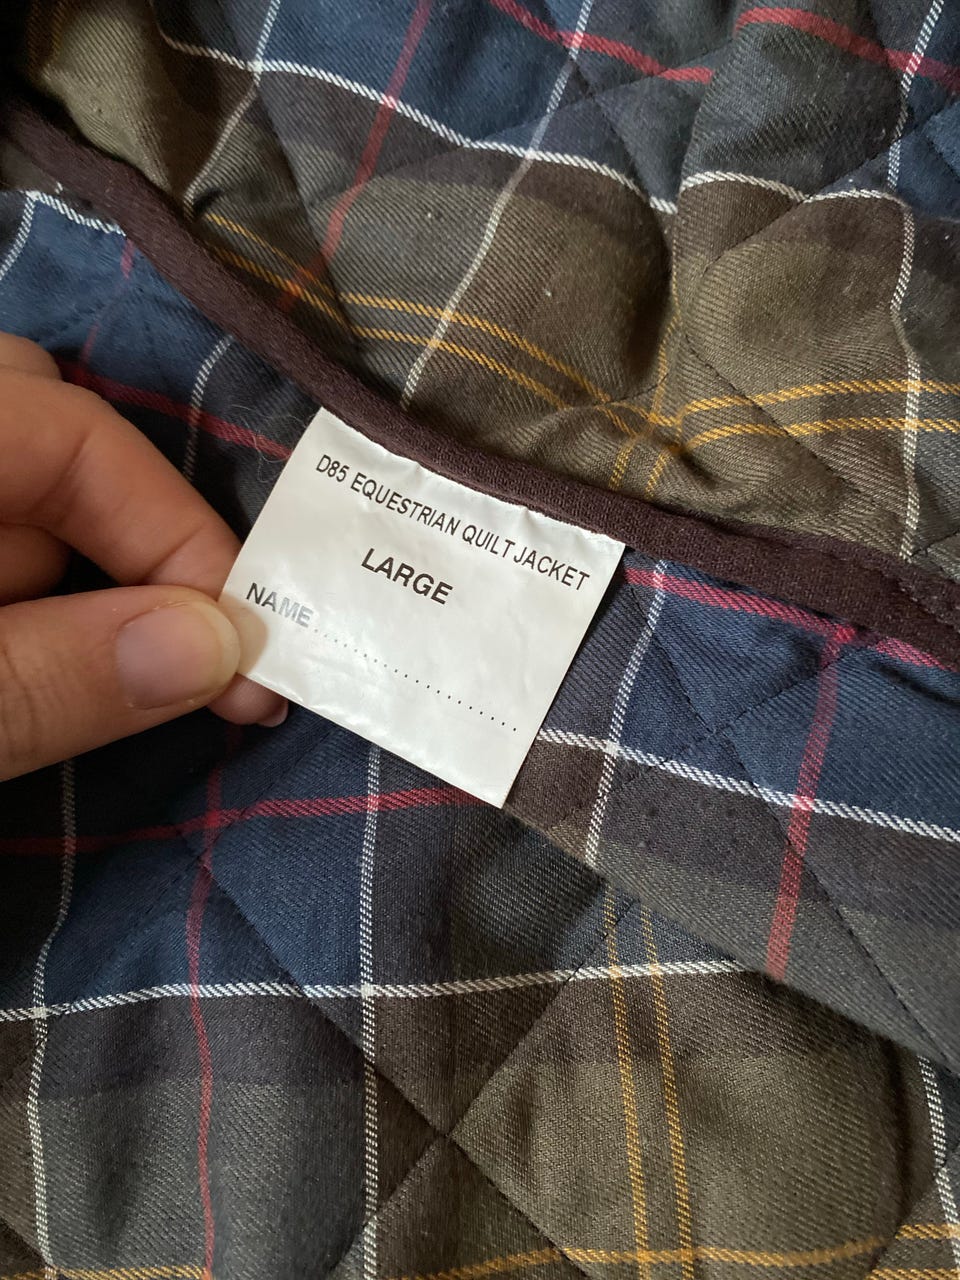 D85 EQUESTRIAN QUILT JACKET
LARGE
NAME........................................